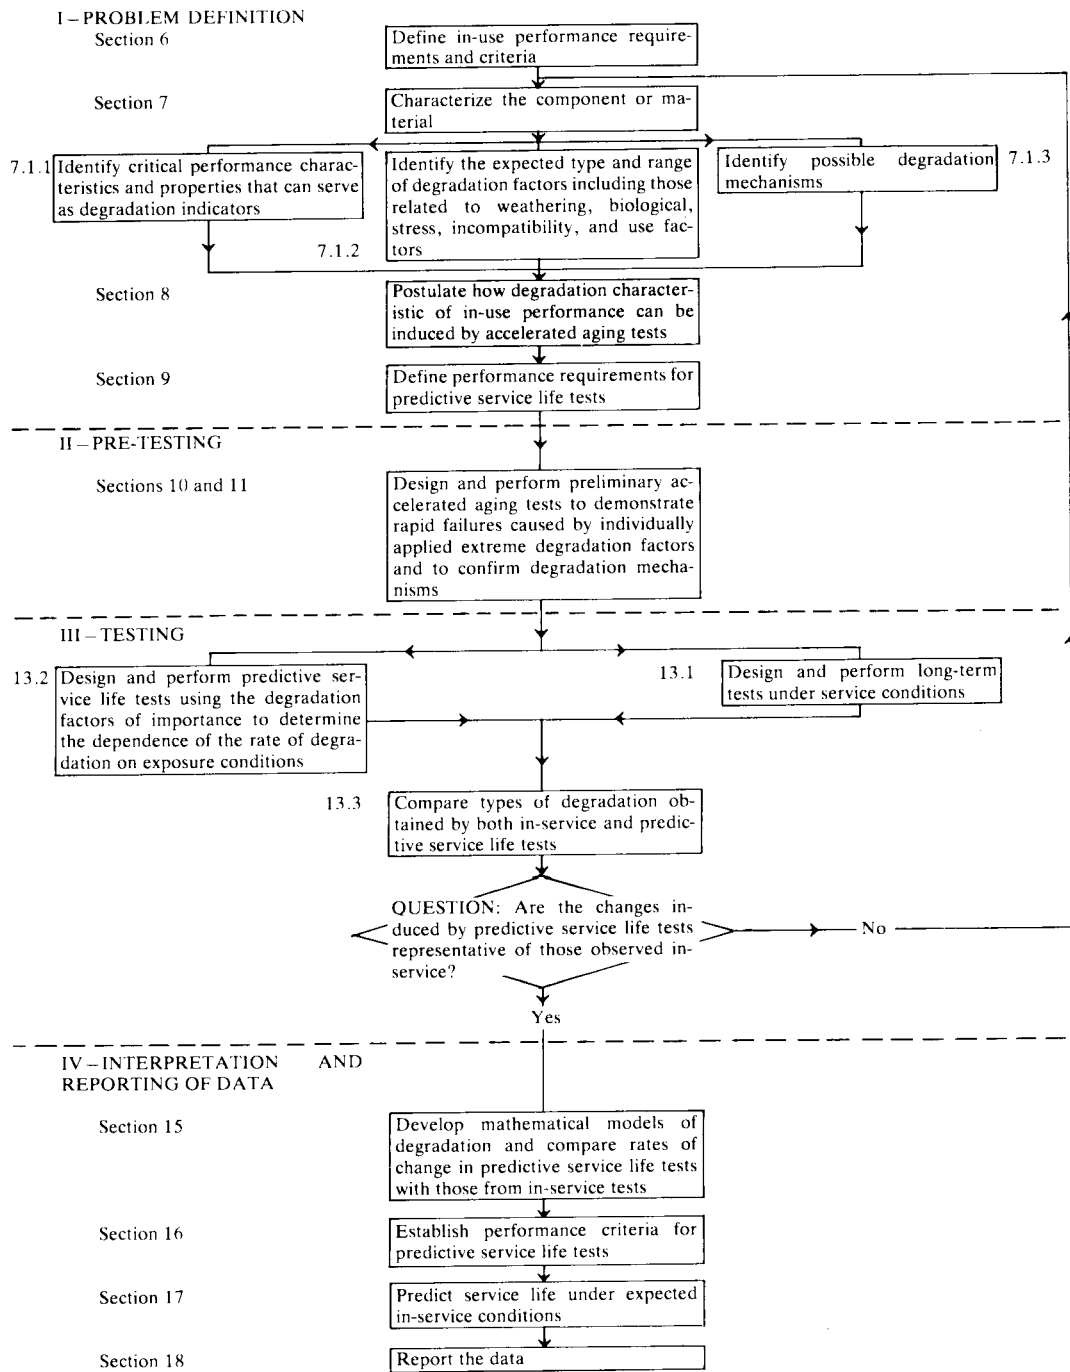 I – PROBLEM DEFINITION
Section 6
Define in-use performance require-
ments and criteria
Section 7
Characterize the component or ma-
terial
7.1.1
Identify critical performance charac-
teristics and properties that can serve
as degradation indicators
Identify the expected type and range
of degradation factors including those
related to weathering, biological,
stress, incompatibility, and use fac-
tors
7.1.2
Identify possible degradation
mechanisms
7.1.3
Section 8
Postulate how degradation character-
istic of in-use performance can be
induced by accelerated aging tests
Section 9
Define performance requirements for
predictive service life tests
II – PRE-TESTING
Sections 10 and 11
Design and perform preliminary ac-
celerated aging tests to demonstrate
rapid failures caused by individually
applied extreme degradation factors
and to confirm degradation mecha-
nisms
III – TESTING
13.2
Design and perform predictive ser-
vice life tests using the degradation
factors of importance to determine
the dependence of the rate of degra-
dation on exposure conditions
13.1
Design and perform long-term
tests under service conditions
13.3
Compare types of degradation ob-
tained by both in-service and predic-
tive service life tests
QUESTION: Are the changes in-
duced by predictive service life tests
representative of those observed in-
service?
No
Yes
IV – INTERPRETATION AND
REPORTING OF DATA
Section 15
Develop mathematical models of
degradation and compare rates of
change in predictive service life tests
with those from in-service tests
Section 16
Establish performance criteria for
predictive service life tests
Section 17
Predict service life under expected
in-service conditions
Section 18
Report the data